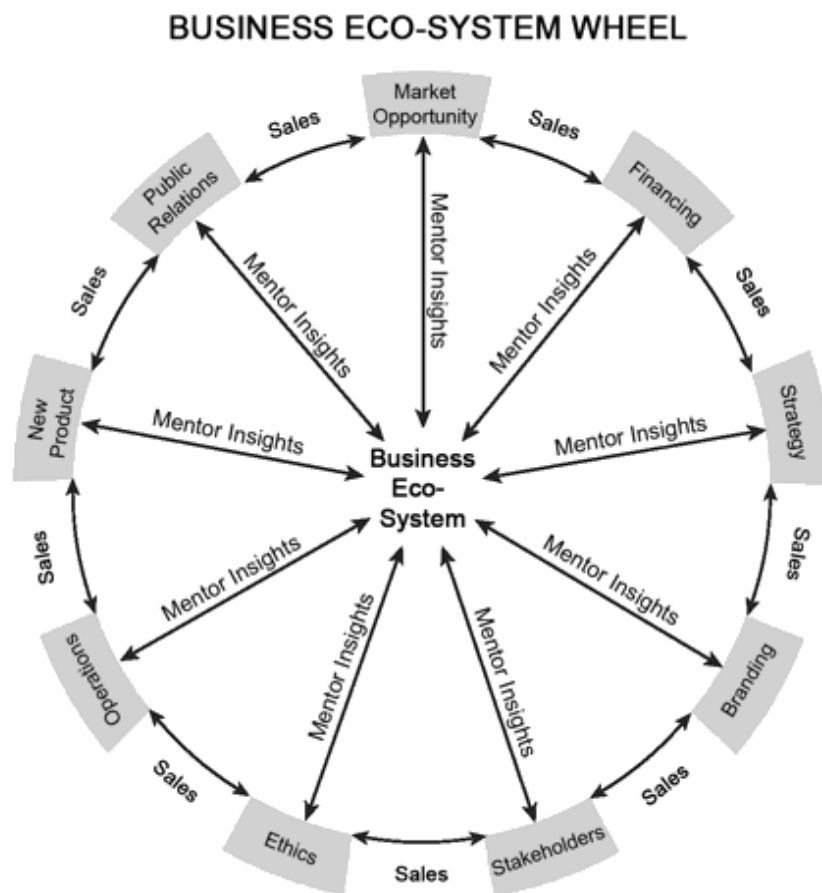 BUSINESS ECO-SYSTEM WHEEL
Market
Opportunity
Sales
Financing
Sales
Strategy
Sales
Branding
Sales
Stakeholders
Sales
Ethics
Sales
Operations
Sales
New
Product
Sales
Public
Relations
Sales
Mentor Insights
Mentor Insights
Mentor Insights
Mentor Insights
Mentor Insights
Mentor Insights
Mentor Insights
Mentor Insights
Mentor Insights
Business
Eco-
System